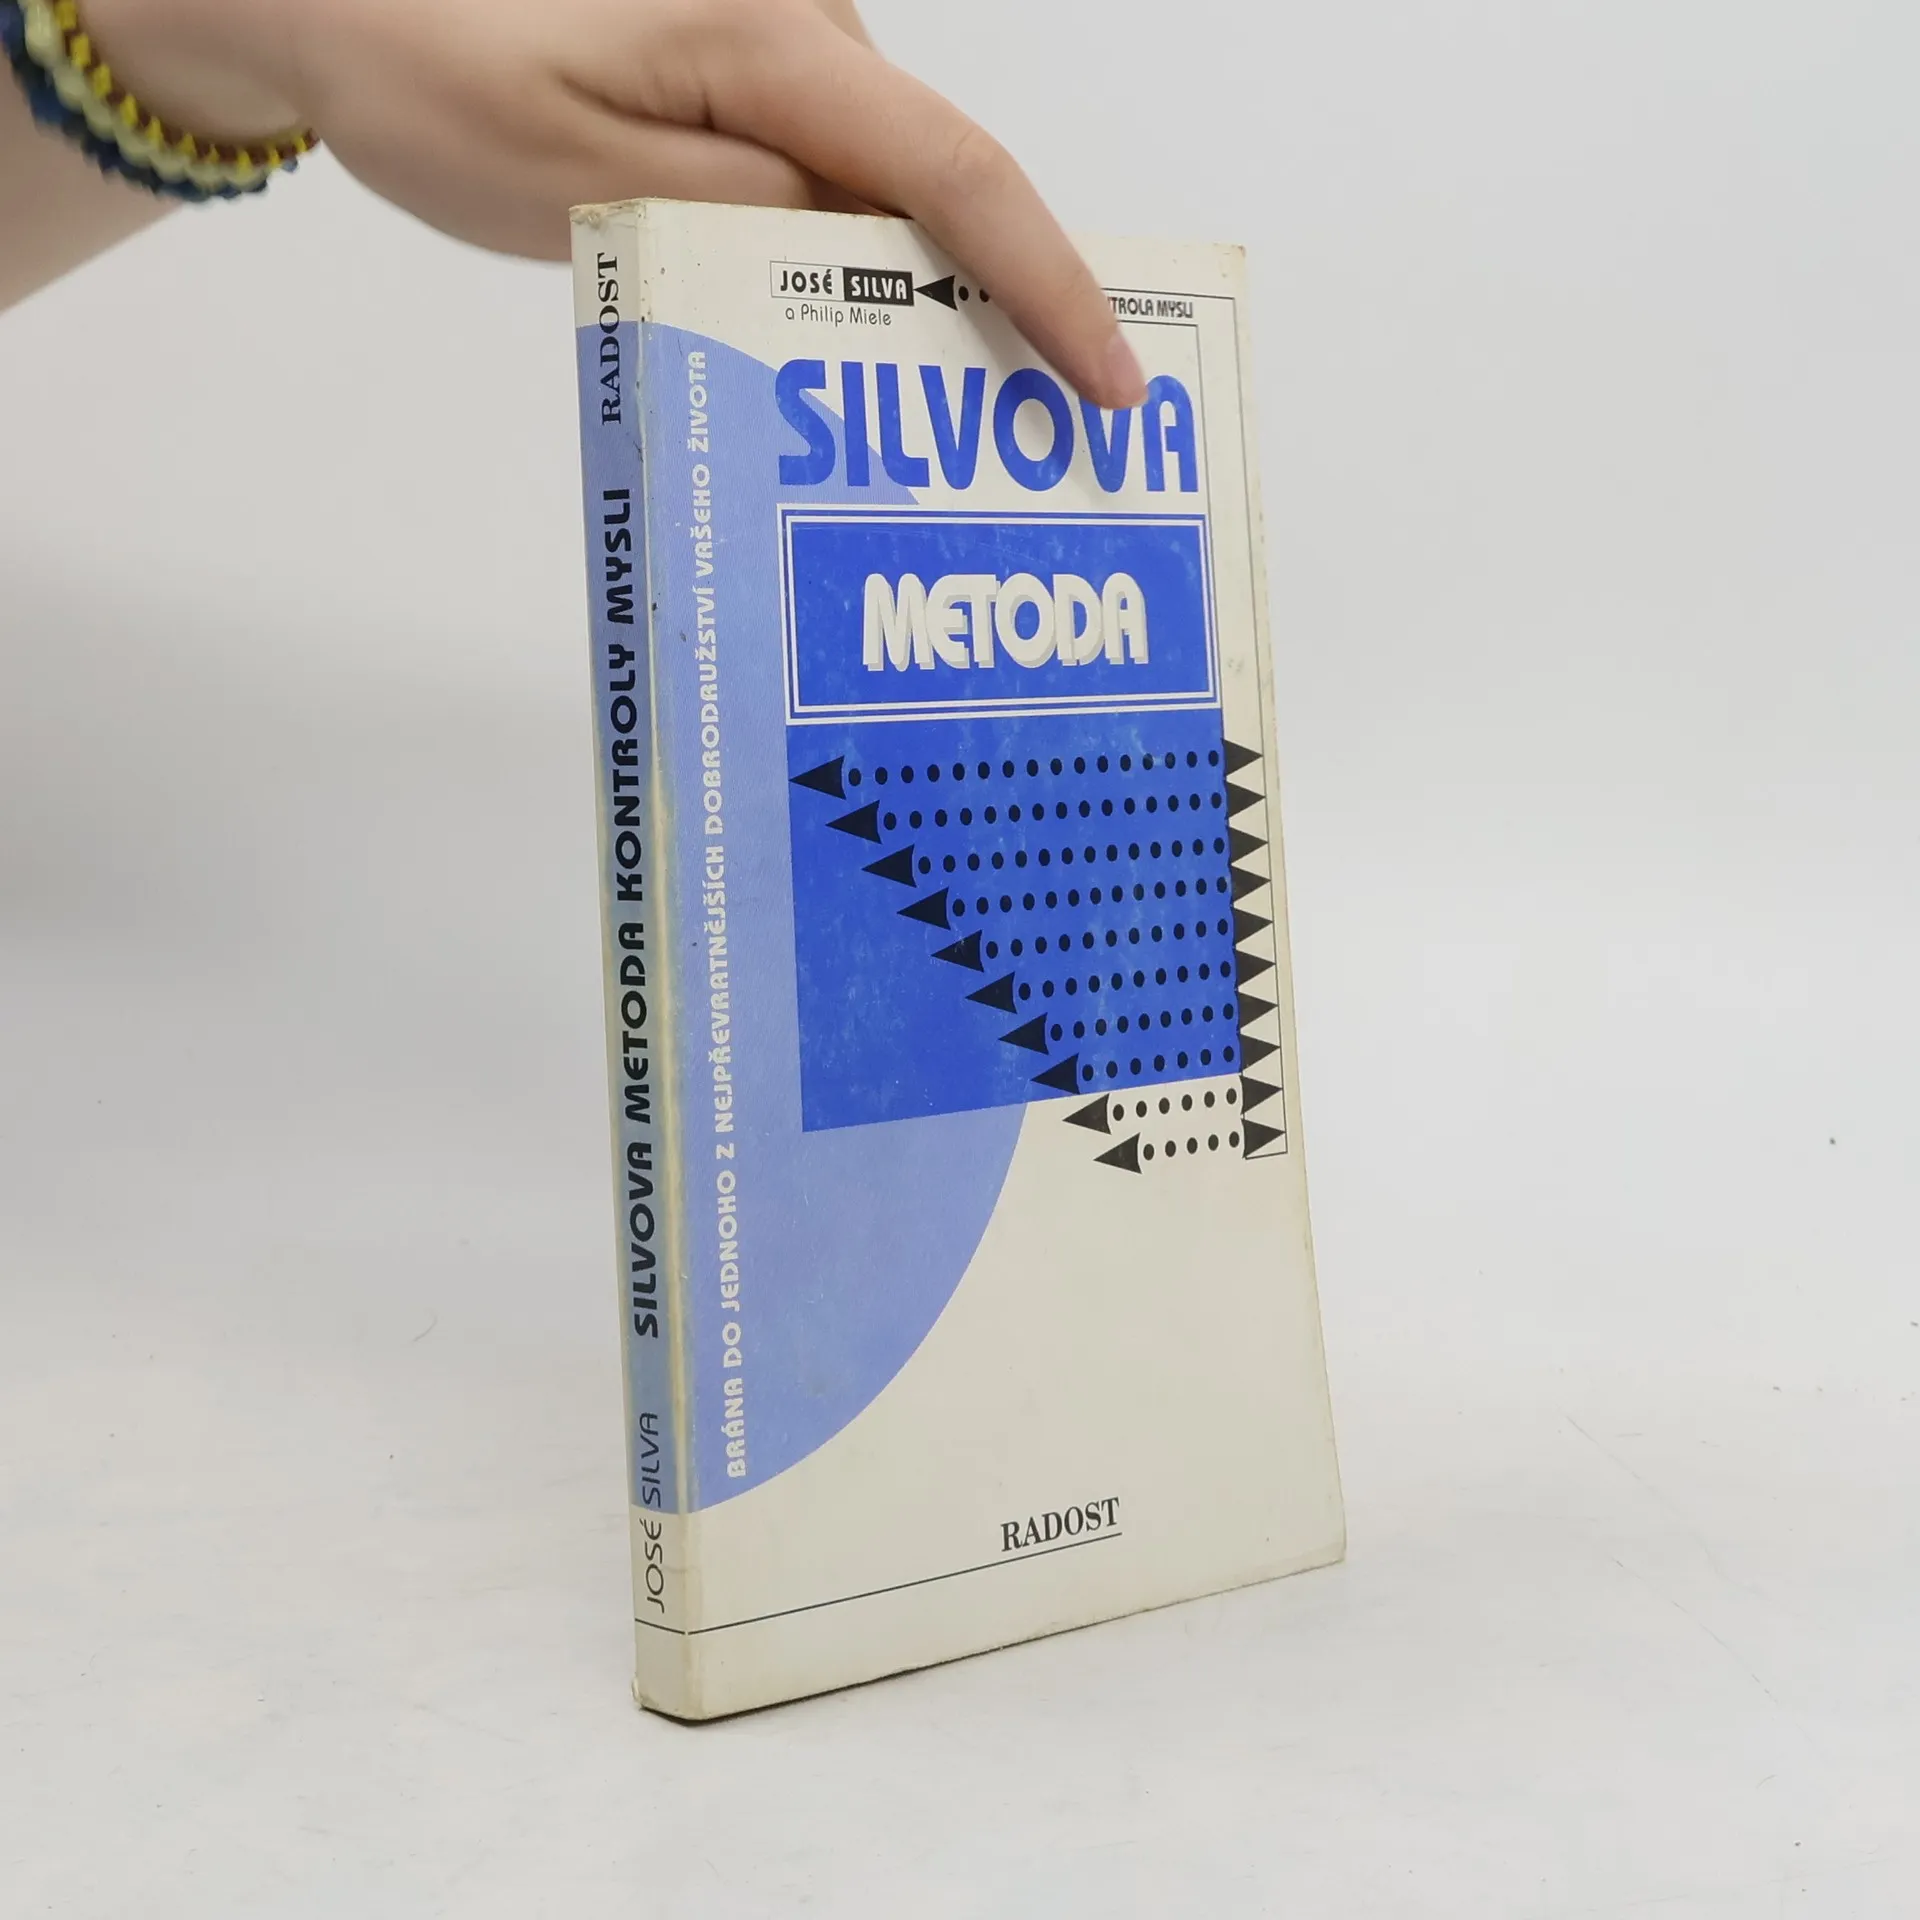 RADOST
SILVOVA METODA KONTROLY MYSLI
JOSÉ SILVA
JOSÉ SILVA
a Philip Miele
MYSLI
SILVOVA
METODA
BRÁNA DO JEDNOHO Z NEJPŘEVRATNĚJŠÍCH DOBRODRUŽSTVÍ VAŠEHO ŽIVOTA
RADOST